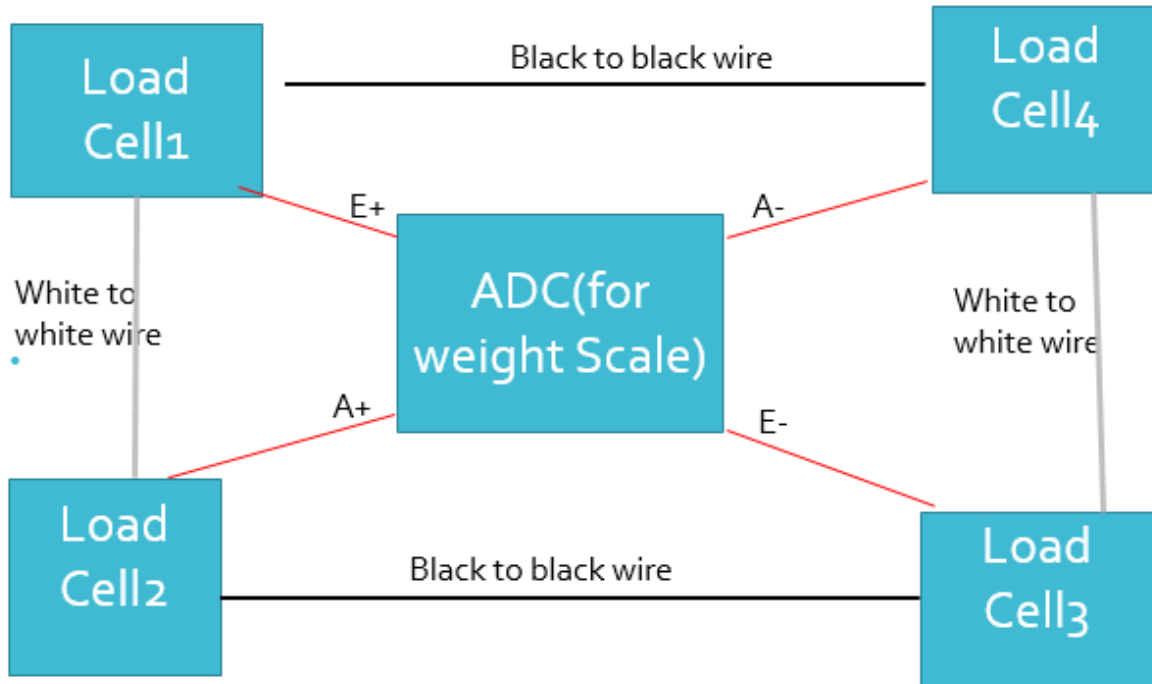 Black to black wire
Load
Cell1
Load
Cell4
E+
A-
ADC(for
weight Scale)
White to
white wire
White to
white wire
A+
E-
Load
Cell2
Black to black wire
Load
Cell3